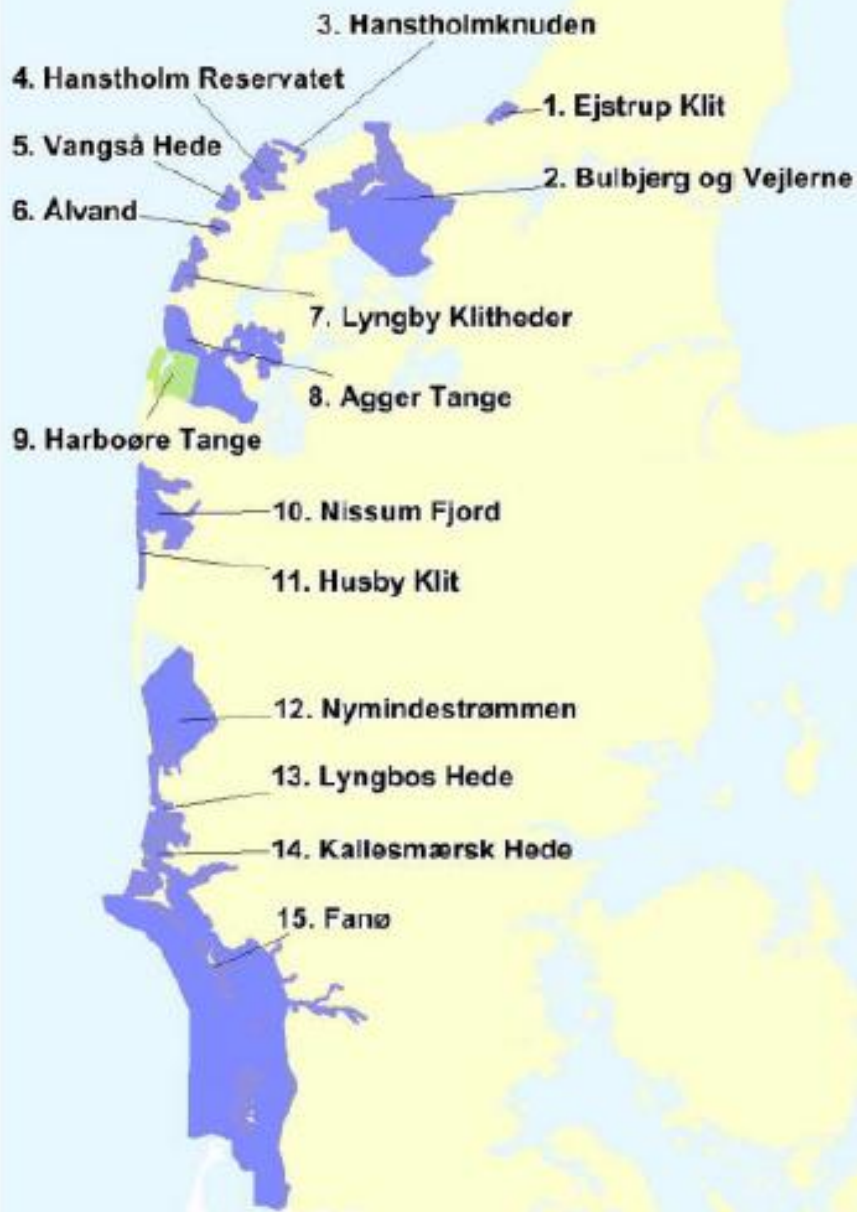 3. Hanstholmknuden
4. Hanstholm Reservatet
1. Ejstrup Klit
5. Vangså Hede
2. Bulbjerg og Vejlerne
6. Ålvand
7. Lyngby Klitheder
8. Agger Tange
9. Harboøre Tange
10. Nissum Fjord
11. Husby Klit
12. Nymindestrømmen
13. Lyngbos Hede
14. Kallesmærsk Hede
15. Fanø